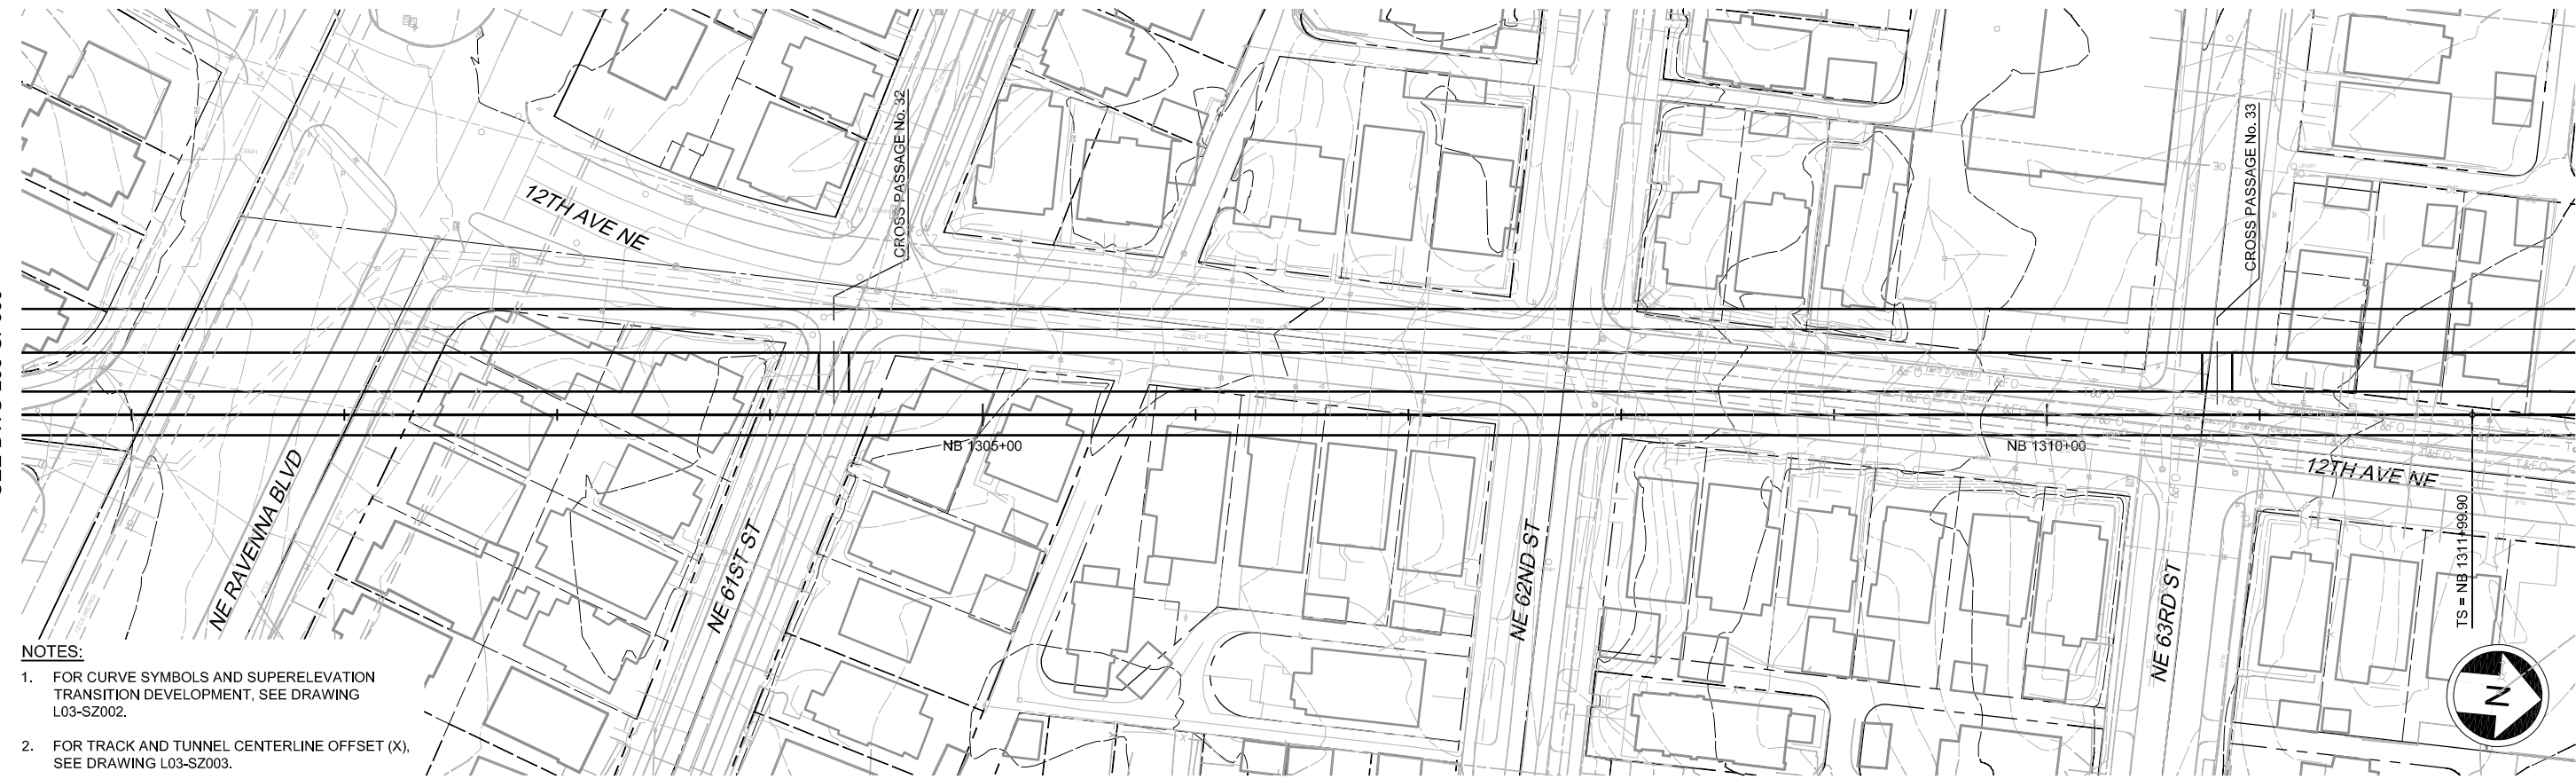 CROSS PASSAGE No. 32
CROSS PASSAGE No. 33
12TH AVE NE
NB 1305+00
NB 1310+00
12TH AVE NE
TS = NB 1311+99.90
NE RAVENNA BLVD
NE 61ST ST
NE 62ND ST
NE 63RD ST
N
NOTES:
1. FOR CURVE SYMBOLS AND SUPERELEVATION
TRANSITION DEVELOPMENT, SEE DRAWING
L03-SZ002.
2. FOR TRACK AND TUNNEL CENTERLINE OFFSET (X),
SEE DRAWING L03-SZ003.